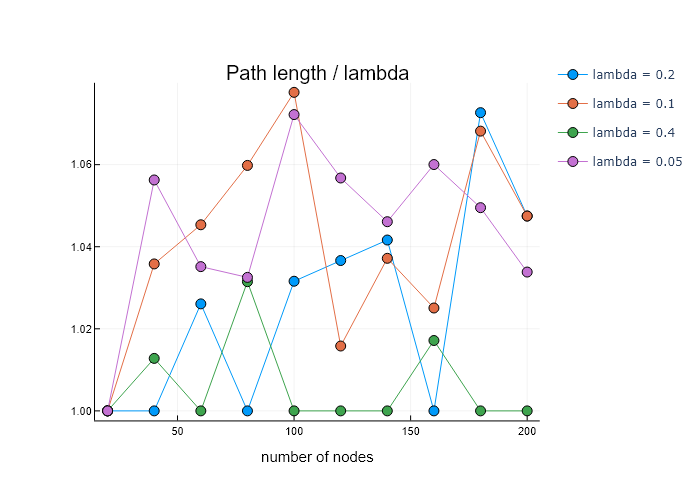 Path length / lambda
lambda = 0.2
lambda = 0.1
lambda = 0.4
lambda = 0.05
1.06
1.04
1.02
1.00
50
100
150
200
number of nodes